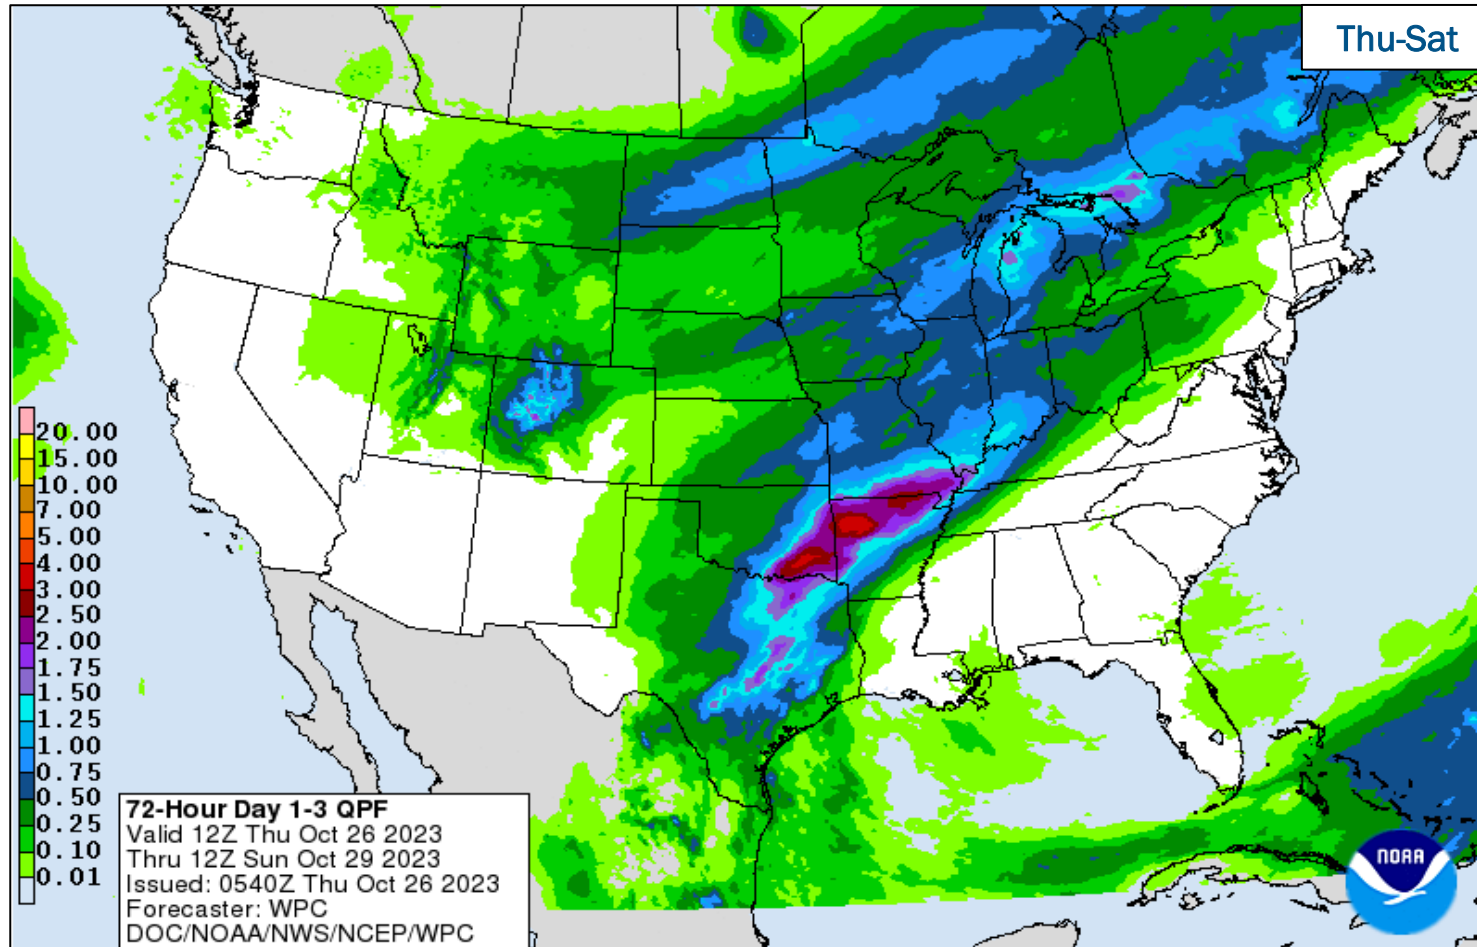 Thu-Sat
20.00
15.00
10.00
7.00
5.00
4.00
3.00
2.50
2.00
1.75
1.50
1.25
1.00
0.75
0.50
0.25
0.10
0.01
72-Hour Day 1-3 QPF
Valid 12Z Thu Oct 26 2023
Thru 12Z Sun Oct 29 2023
Issued: 0540Z Thu Oct 26 2023
Forecaster: WPC
DOC/NOAA/NWS/NCEP/WPC
NOAA